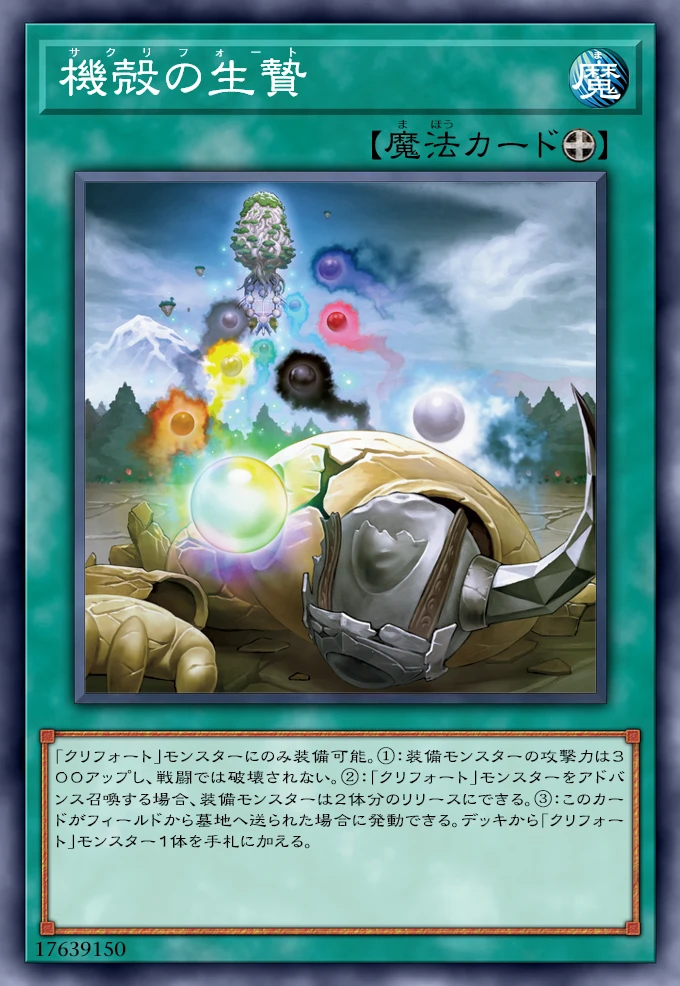 サクリフォート
機殻の生贄
魔
ま
ま ほう
【魔法カード】
「クリフォート」モンスターにのみ装備可能。①:装備モンスターの攻撃力は3
00アップし、戦闘では破壊されない。②:「クリフォート」モンスターをアドバ
ンス召喚する場合、装備モンスターは2体分のリリースにできる。③:このカー
ドがフィールドから墓地へ送られた場合に発動できる。デッキから「クリフォー
ト」モンスター1体を手札に加える。
17639150